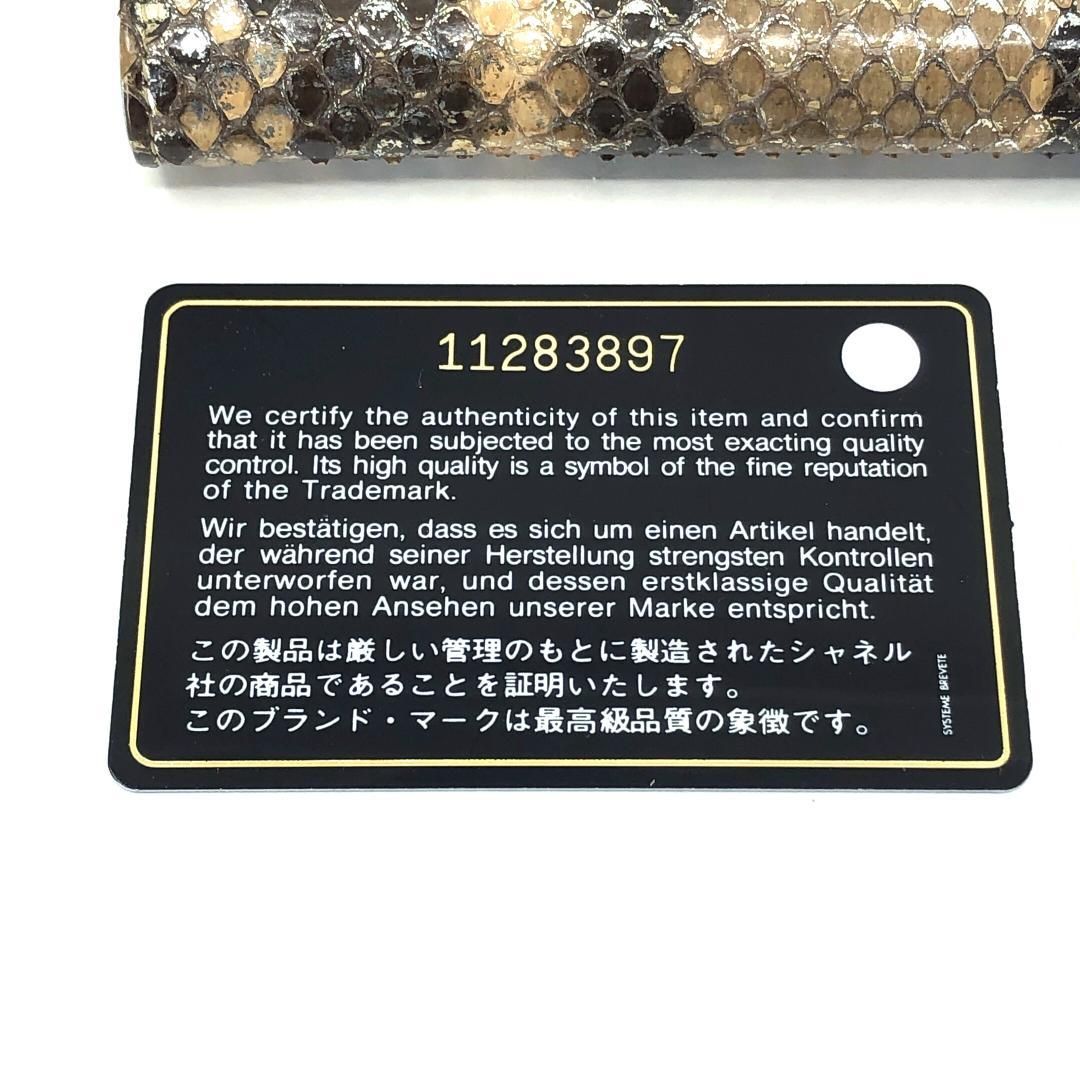 11283897
We certify the authenticity of this item and confirm
that it has been subjected to the most exacting quality
control. Its high quality is a symbol of the fine reputation
of the Trademark.
Wir bestätigen, dass es sich um einen Artikel handelt,
der während seiner Herstellung strengsten Kontrollen
unterworfen war, und dessen erstklassige Qualität
dem hohen Ansehen unserer Marke entspricht.
この製品は厳しい管理のもとに製造されたシャネル
社の商品であることを証明いたします。
このブランド・マークは最高級品質の象徴です。
SYSTEME BREVETE